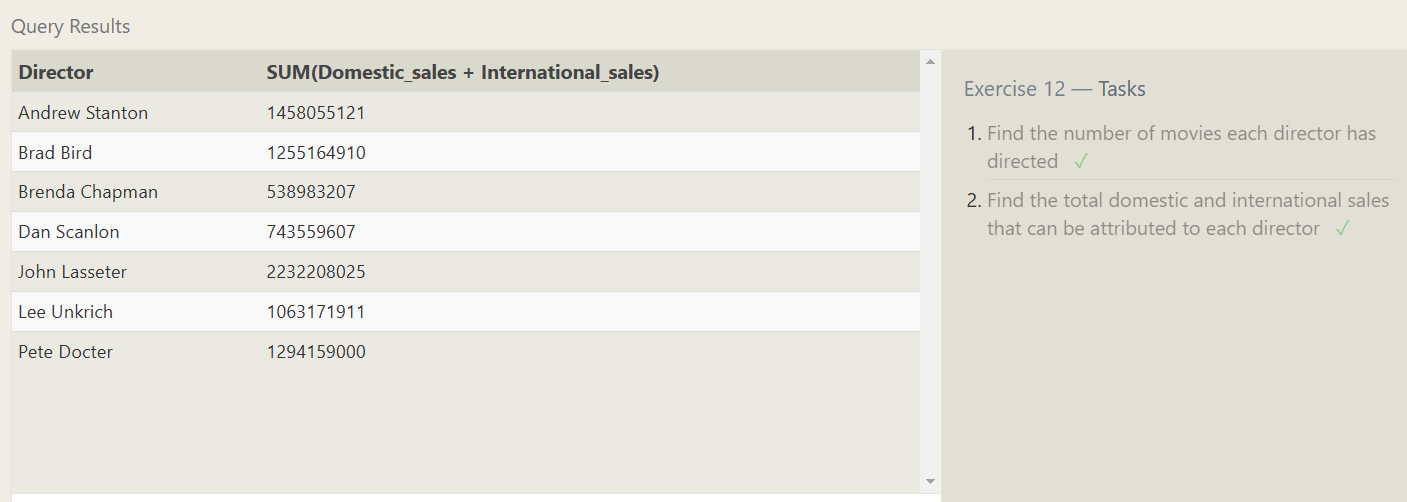 Query Results
Director SUM(Domestic_sales + International_sales)
Andrew Stanton 1458055121
Brad Bird 1255164910
Brenda Chapman 538983207
Dan Scanlon 743559607
John Lasseter 2232208025
Lee Unkrich 1063171911
Pete Docter 1294159000
Exercise 12 — Tasks
1. Find the number of movies each director has
directed ✓
2. Find the total domestic and international sales
that can be attributed to each director ✓